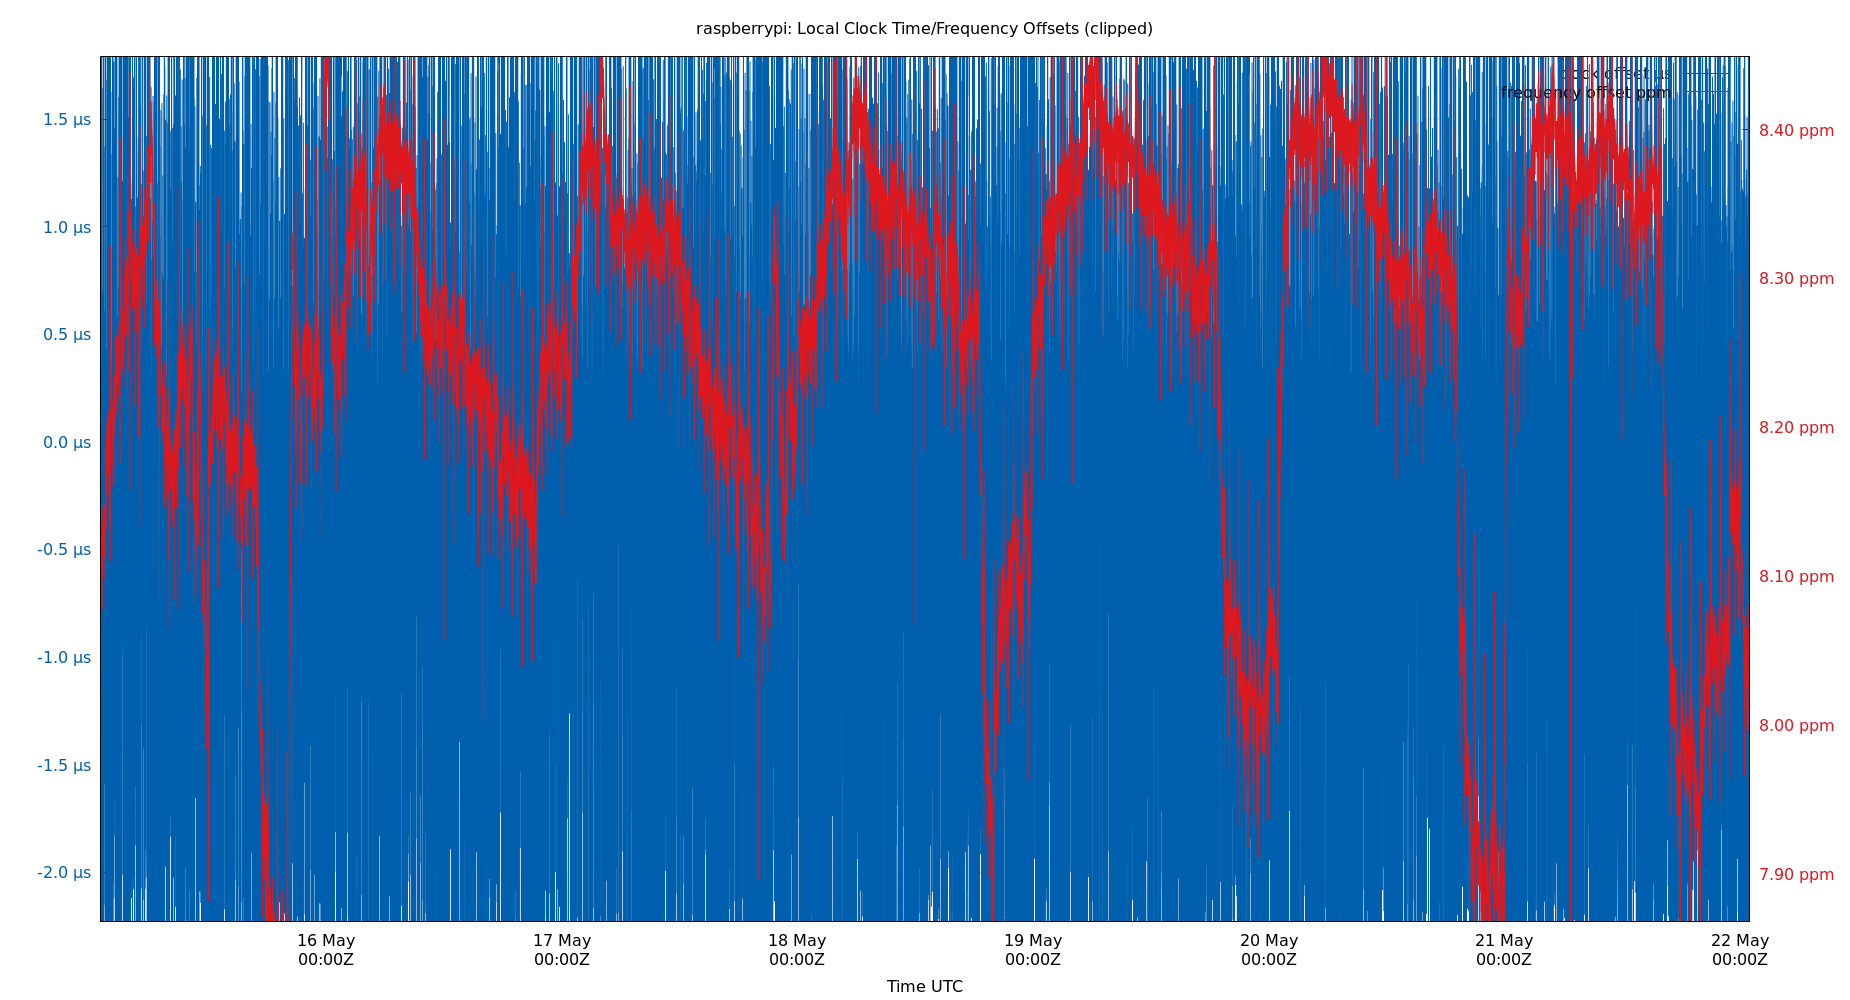 raspberrypi: Local Clock Time/Frequency Offsets (clipped)
clock offset µs
frequency offset ppm
1.5 µs
1.0 µs
0.5 µs
0.0 µs
-0.5 µs
-1.0 µs
-1.5 µs
-2.0 µs
8.40 ppm
8.30 ppm
8.20 ppm
8.10 ppm
8.00 ppm
7.90 ppm
16 May
00:00Z
17 May
00:00Z
18 May
00:00Z
19 May
00:00Z
20 May
00:00Z
21 May
00:00Z
22 May
00:00Z
Time UTC